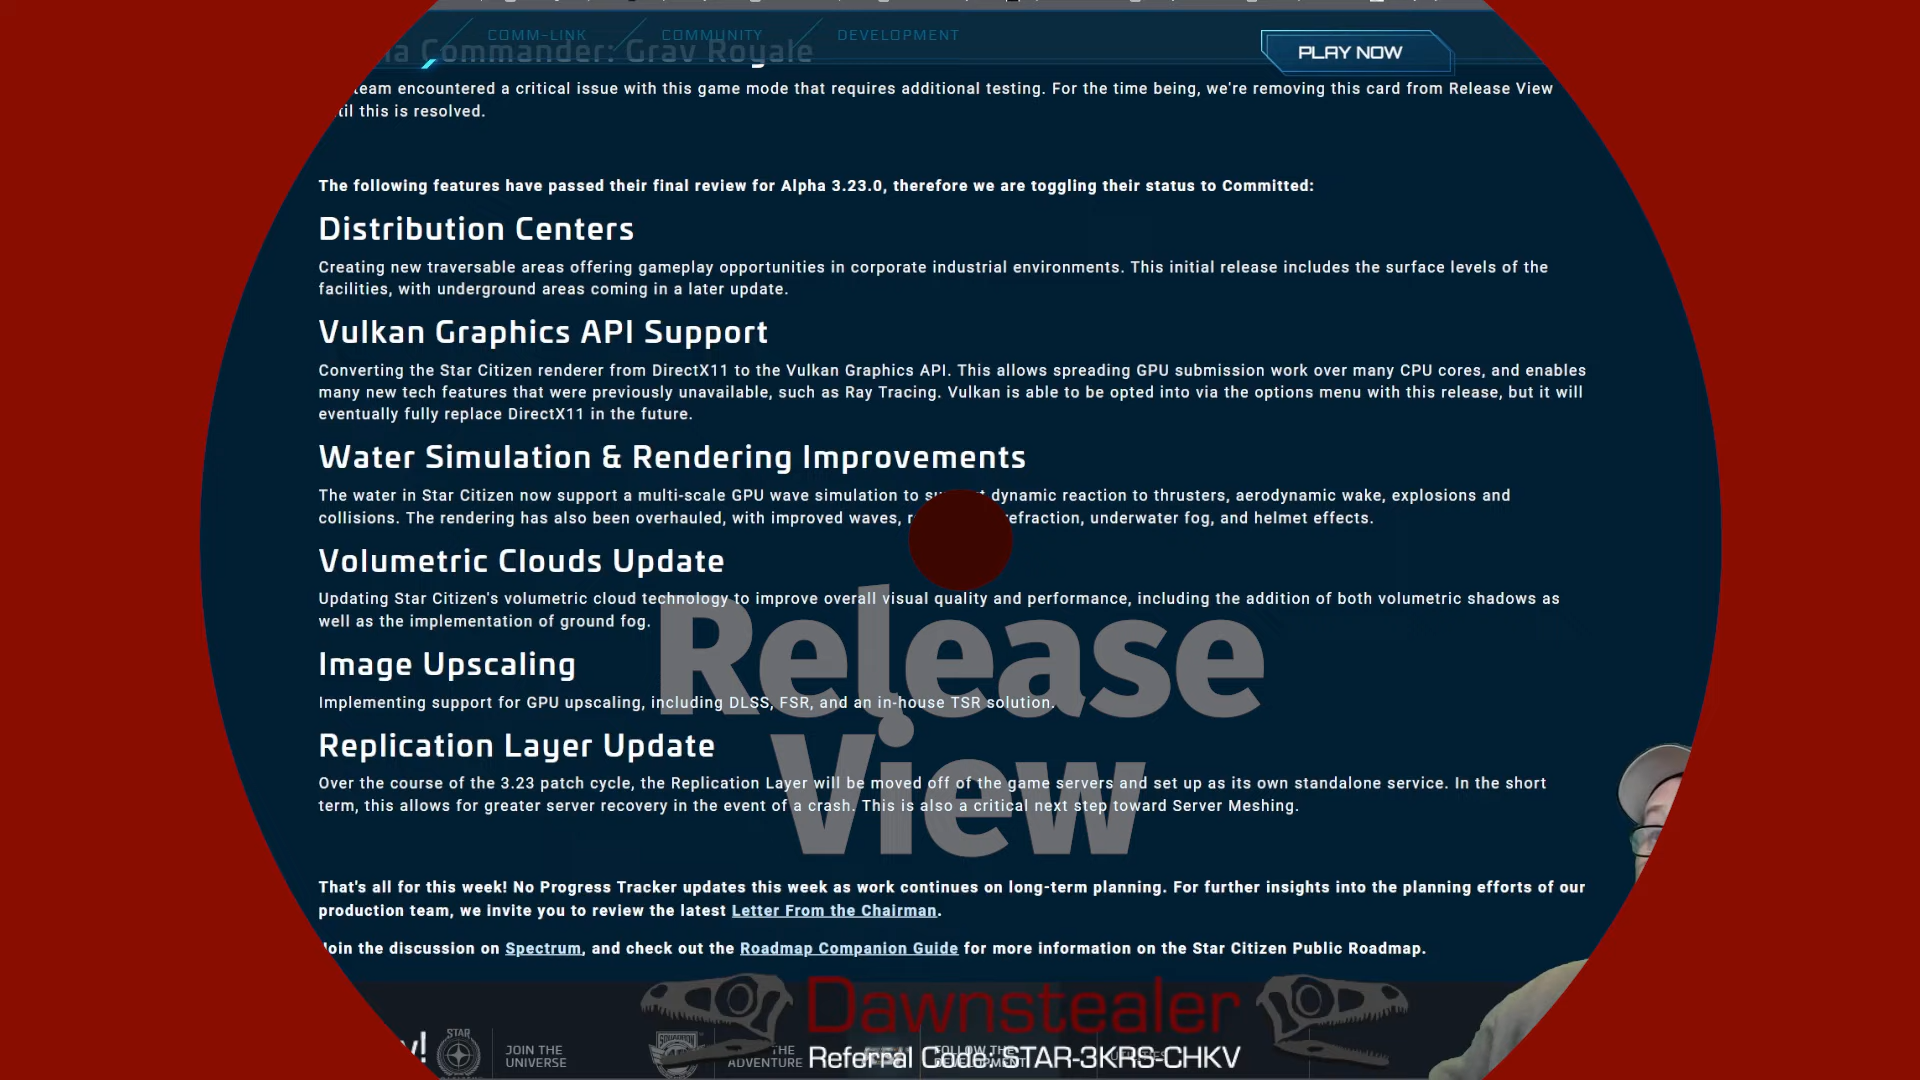 COMM-LINK COMMUNITY DEVELOPMENT
Commander: Grav Royale
PLAY NOW
team encountered a critical issue with this game mode that requires additional testing. For the time being, we're removing this card from Release View
this is resolved.
The following features have passed their final review for Alpha 3.23.0, therefore we are toggling their status to Committed:
Distribution Centers
Creating new traversable areas offering gameplay opportunities in corporate industrial environments. This initial release includes the surface levels of the
facilities, with underground areas coming in a later update.
Vulkan Graphics API Support
Converting the Star Citizen renderer from DirectX11 to the Vulkan Graphics API. This allows spreading GPU submission work over many CPU cores, and enables
many new tech features that were previously unavailable, such as Ray Tracing. Vulkan is able to be opted into via the options menu with this release, but it will
eventually fully replace DirectX11 in the future.
Water Simulation & Rendering Improvements
The water in Star Citizen now support a multi-scale GPU wave simulation to dynamic reaction to thrusters, aerodynamic wake, explosions and
collisions. The rendering has also been overhauled, with improved waves, refraction, underwater fog, and helmet effects.
Volumetric Clouds Update
Updating Star Citizen's volumetric cloud technology to improve overall visual quality and performance, including the addition of both volumetric shadows as
well as the implementation of ground fog.
Image Upscaling
Implementing support for GPU upscaling, including DLSS, FSR, and an in-house TSR solution.
Release
View
Replication Layer Update
Over the course of the 3.23 patch cycle, the Replication Layer will be moved off of the game servers and set up as its own standalone service. In the short
term, this allows for greater server recovery in the event of a crash. This is also a critical next step toward Server Meshing.
That's all for this week! No Progress Tracker updates this week as work continues on long-term planning. For further insights into the planning efforts of our
production team, we invite you to review the latest Letter From the Chairman.
Join the discussion on Spectrum, and check out the Roadmap Companion Guide for more information on the Star Citizen Public Roadmap.
Dawnstealer
STAR
JOIN THE
UNIVERSE
SQUADRON
THE
ADVENTURE
FOLLOW THE
DEVELOPMENT
Referral Code: STAR-3KRS-CHKV